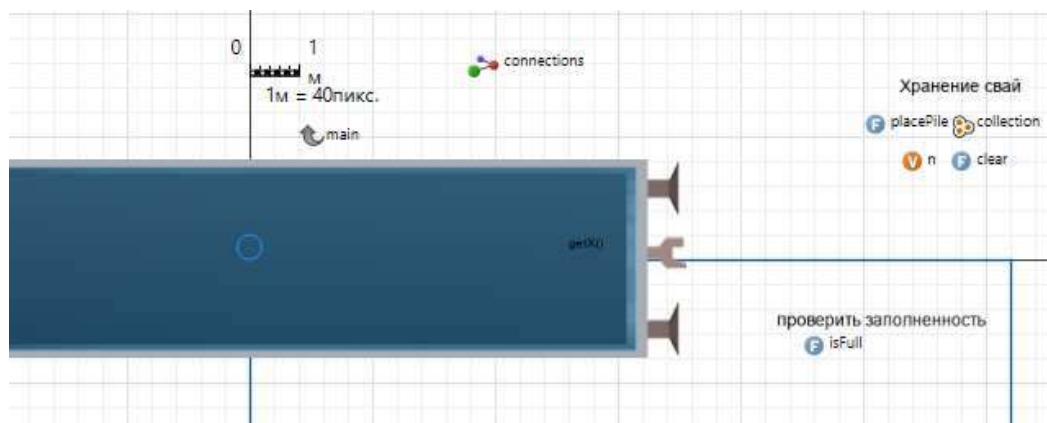 0 1
м
1м = 40пикс.
main
connections
Хранение свай
placePile collection
V n F clear
F
getX()
проверить заполненность
F isFull